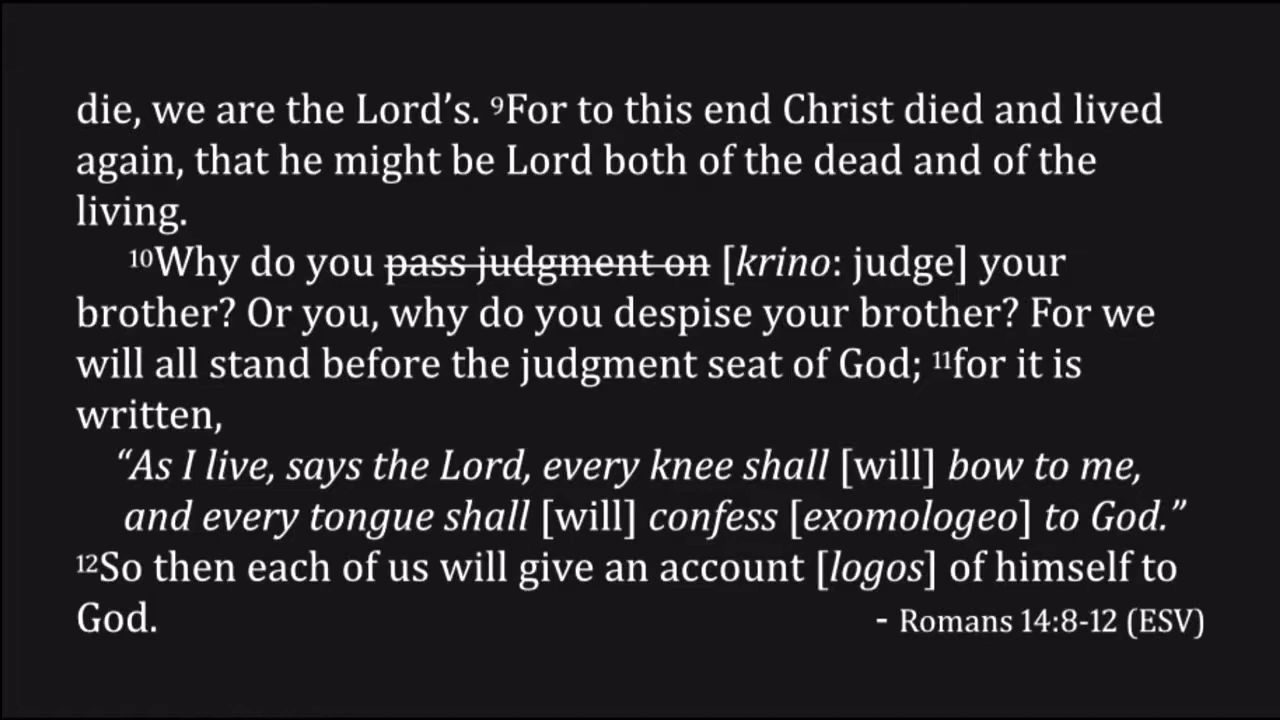 die, we are the Lord’s. ⁹For to this end Christ died and lived
again, that he might be Lord both of the dead and of the
living.
¹⁰Why do you pass judgment on [krino: judge] your
brother? Or you, why do you despise your brother? For we
will all stand before the judgment seat of God; ¹¹for it is
written,
“As I live, says the Lord, every knee shall [will] bow to me,
and every tongue shall [will] confess [exomologeo] to God.”
¹²So then each of us will give an account [logos] of himself to
God.
- Romans 14:8-12 (ESV)